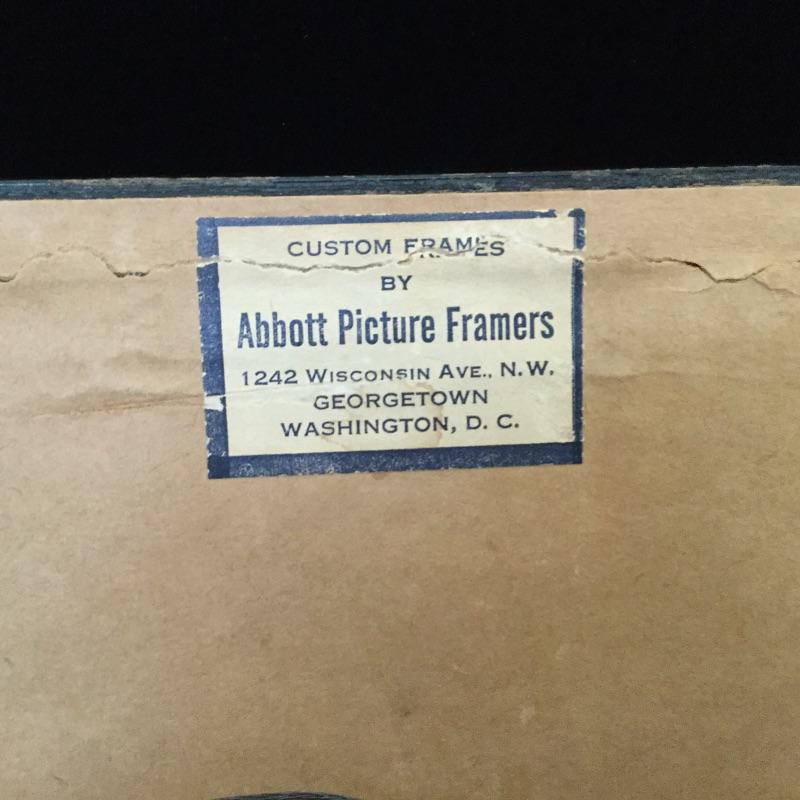 CUSTOM FRAMES
BY
Abbott Picture Framers
1242 WISCONSIN AVE., N.W.
GEORGETOWN
WASHINGTON, D. C.